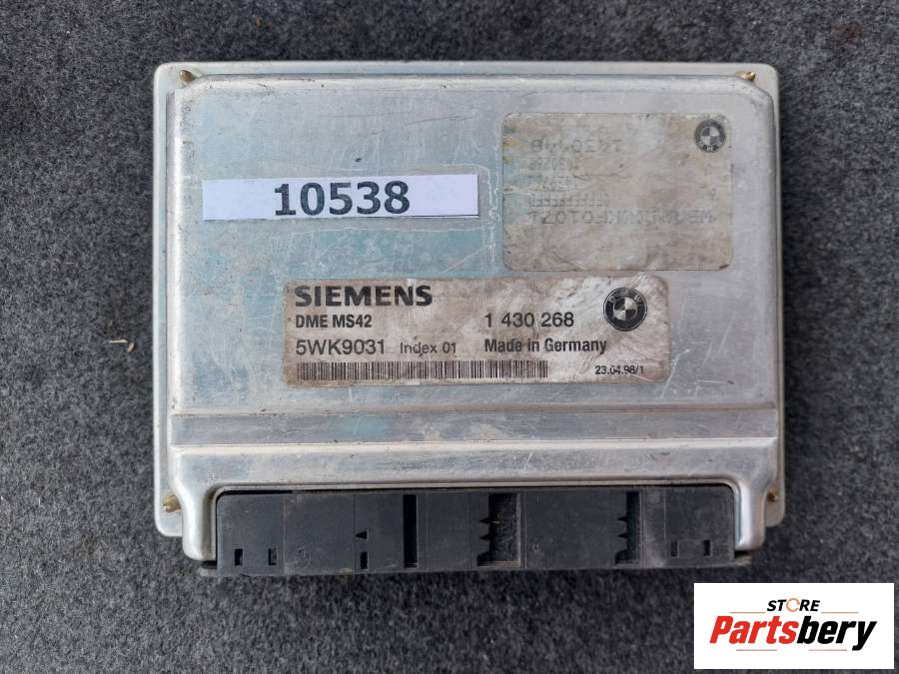 10538
SIEMENS
DME MS42 1 430 268
5WK9031 Index 01 Made in Germany
23.04.98/1
STORE
Partsbery